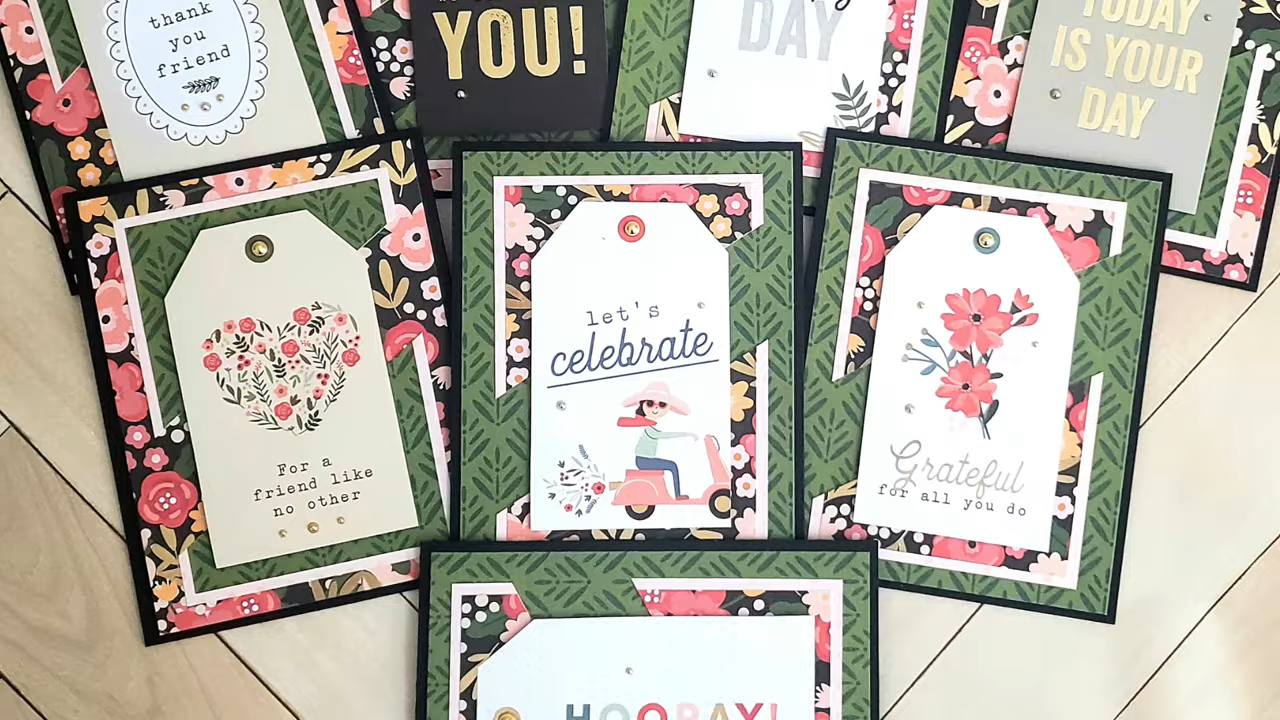 thank
you
friend
YOU!
DAY
TODAY
IS YOUR
DAY
For a
friend like
no other
let's
celebrate
Grateful
for all you do
HOORAY!